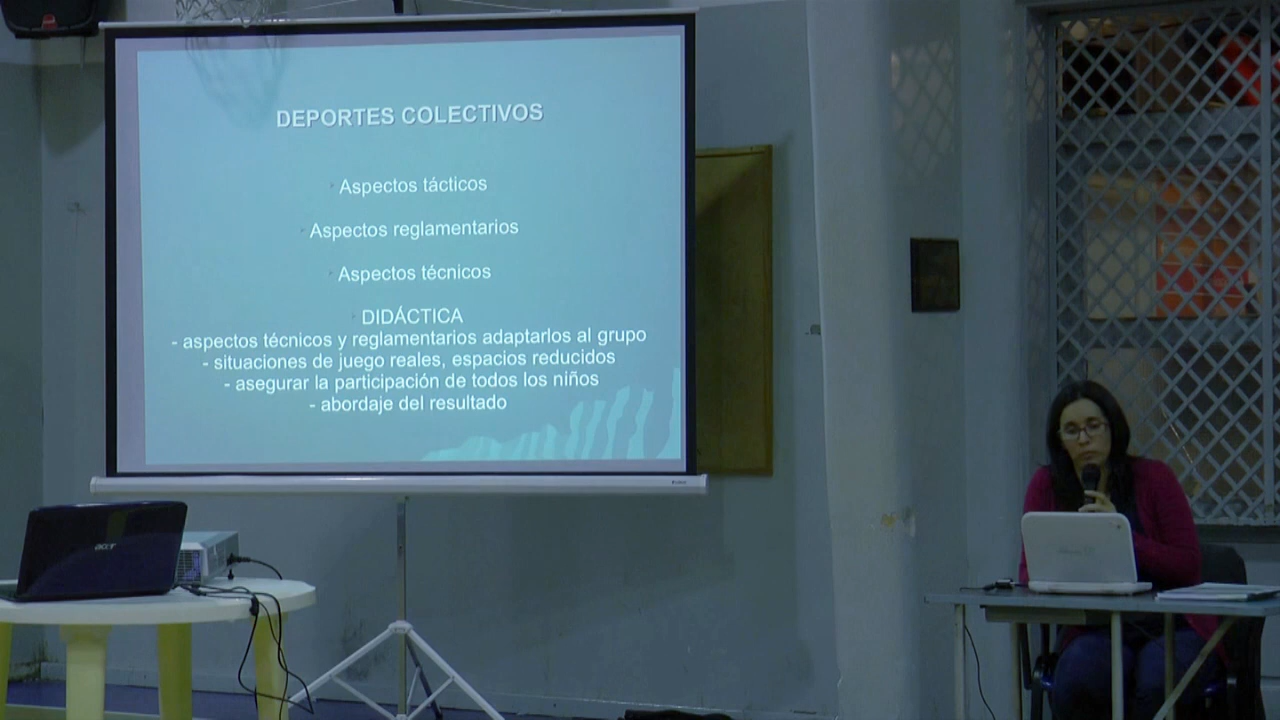 DEPORTES COLECTIVOS
Aspectos tácticos
Aspectos reglamentarios
Aspectos técnicos
DIDÁCTICA
- aspectos técnicos y reglamentarios adaptarlos al grupo
- situaciones de juego reales, espacios reducidos
- asegurar la participación de todos los niños
- abordaje del resultado
acer